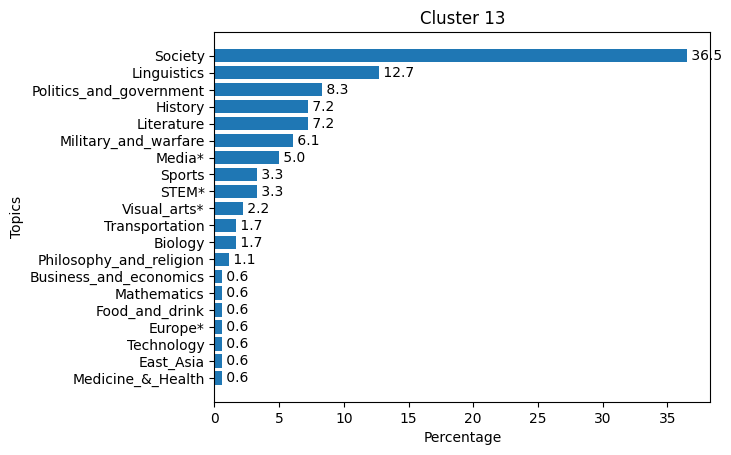 Cluster 13
Society 36.5
Linguistics 12.7
Politics_and_government 8.3
History 7.2
Literature 7.2
Military_and_warfare 6.1
Media* 5.0
Sports 3.3
STEM* 3.3
Visual_arts* 2.2
Transportation 1.7
Biology 1.7
Philosophy_and_religion 1.1
Business_and_economics 0.6
Mathematics 0.6
Food_and_drink 0.6
Europe* 0.6
Technology 0.6
East_Asia 0.6
Medicine_&_Health 0.6
Topics
0 5 10 15 20 25 30 35
Percentage